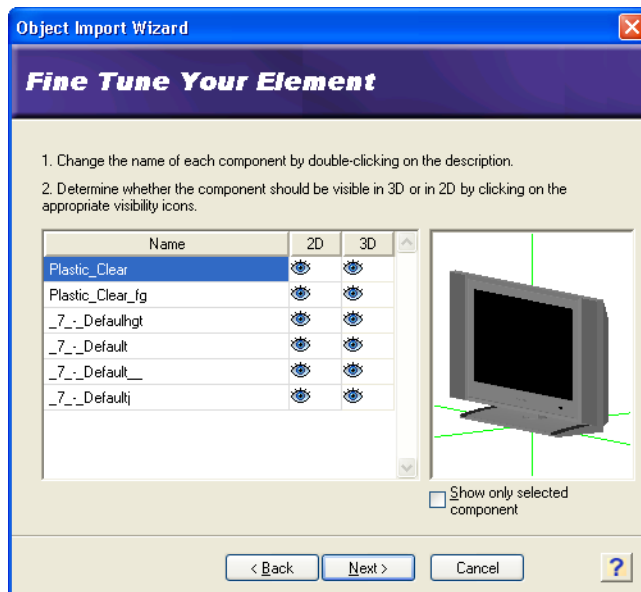 Object Import Wizard
Fine Tune Your Element
1. Change the name of each component by double-clicking on the description.
2. Determine whether the component should be visible in 3D or in 2D by clicking on the
appropriate visibility icons.
Name 2D 3D
Plastic_Clear
Plastic_Clear_fg
_7_-_Defaulhgt
_7_-_Default
_7_-_Default__
_7_-_Defaultj
Show only selected
component
< Back Next > Cancel ?